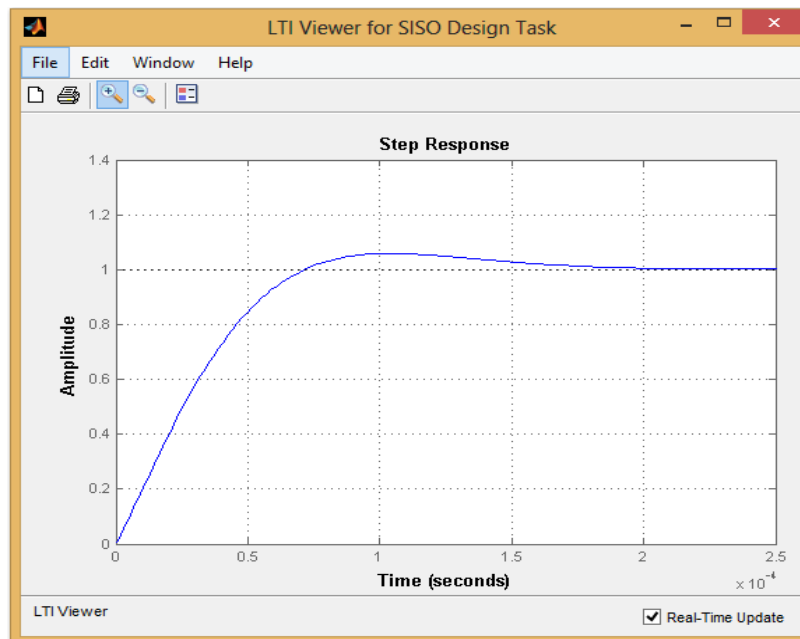 LTI Viewer for SISO Design Task
File Edit Window Help
Step Response
1.4
1.2
1
0.8
0.6
0.4
0.2
0
Amplitude
0 0.5 1 1.5 2 2.5
Time (seconds)
x 10⁻⁴
LTI Viewer
Real-Time Update